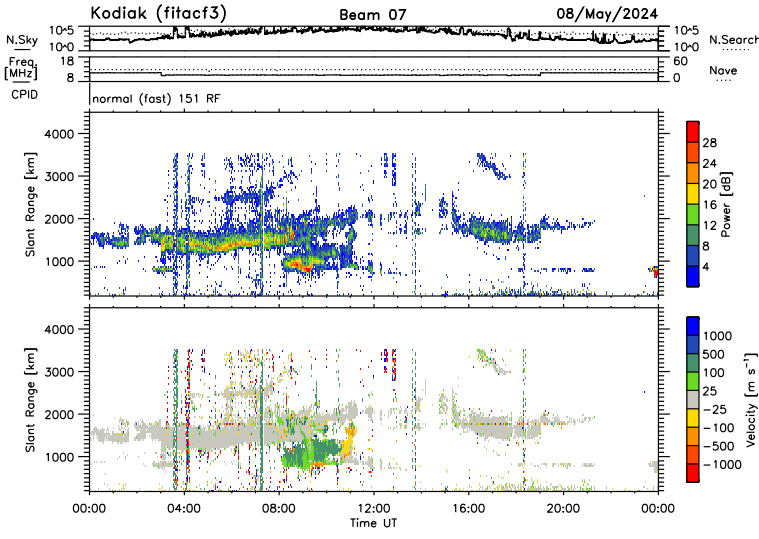 Kodiak (fitacf3) Beam 07 08/May/2024
N.Sky 10^5 10^0 10^5 10^0 N.Search
Freq. [MHz] 18 8 60 0 Nave
CPID normal (fast) 151 RF
Slant Range [km] 4000 3000 2000 1000
Power [dB] 28 24 20 16 12 8 4
Slant Range [km] 4000 3000 2000 1000
Velocity [m s⁻¹] 1000 500 100 25 −25 −100 −500 −1000
00:00 04:00 08:00 12:00 16:00 20:00 00:00
Time UT